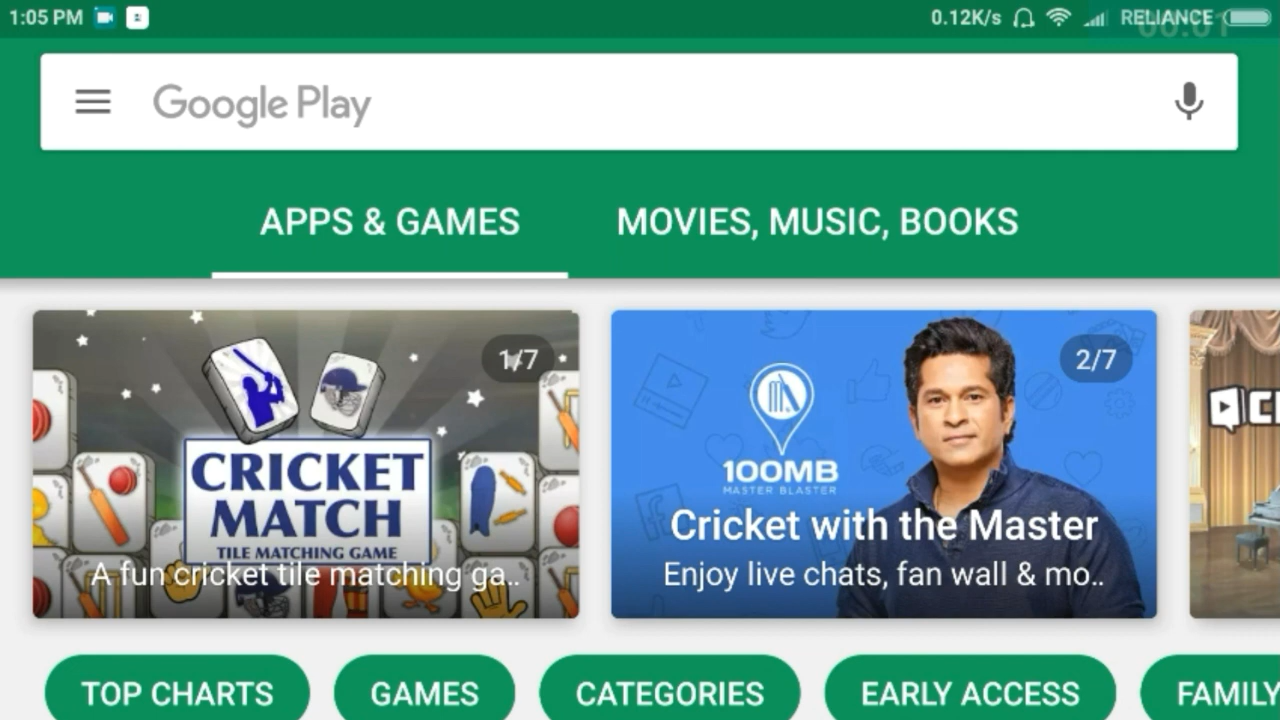 1:05 PM
0.12K/s
RELIANCE
00:01
Google Play
APPS & GAMES
MOVIES, MUSIC, BOOKS
1/7
CRICKET
MATCH
TILE MATCHING GAME
A fun cricket tile matching ga..
2/7
100MB
MASTER BLASTER
Cricket with the Master
Enjoy live chats, fan wall & mo..
TOP CHARTS
GAMES
CATEGORIES
EARLY ACCESS
FAMILY